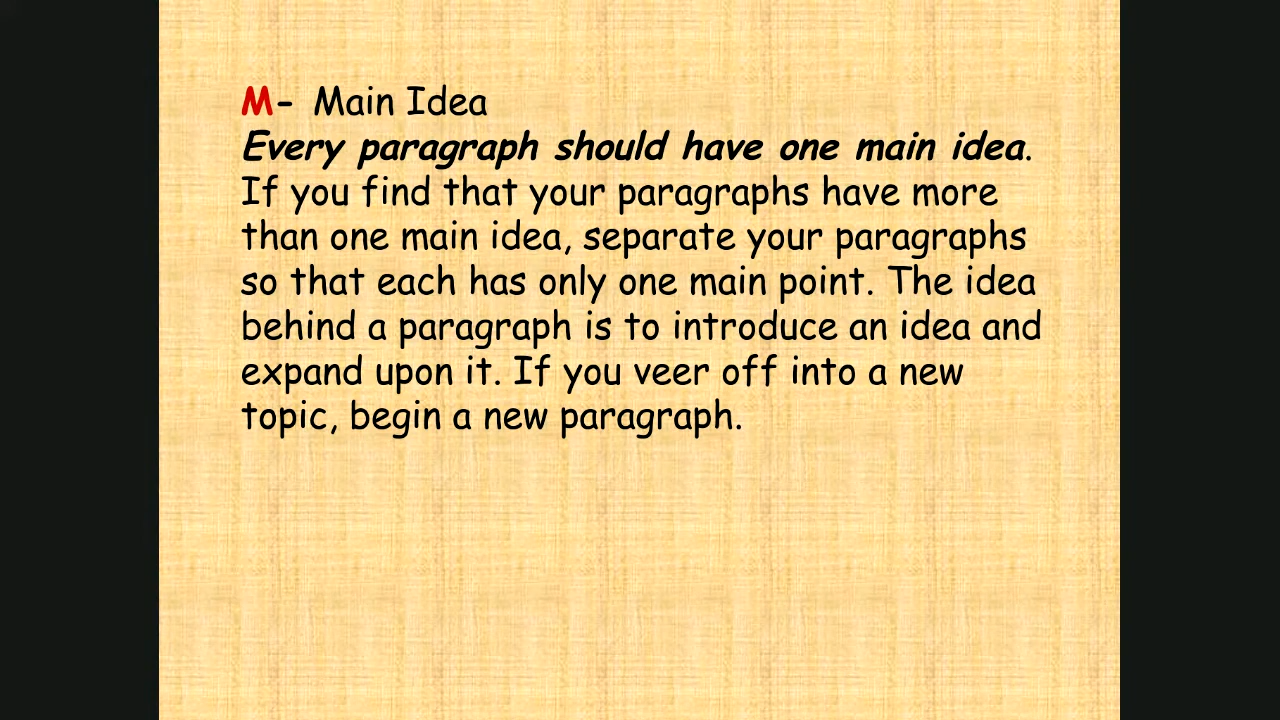 M- Main Idea
Every paragraph should have one main idea.
If you find that your paragraphs have more
than one main idea, separate your paragraphs
so that each has only one main point. The idea
behind a paragraph is to introduce an idea and
expand upon it. If you veer off into a new
topic, begin a new paragraph.